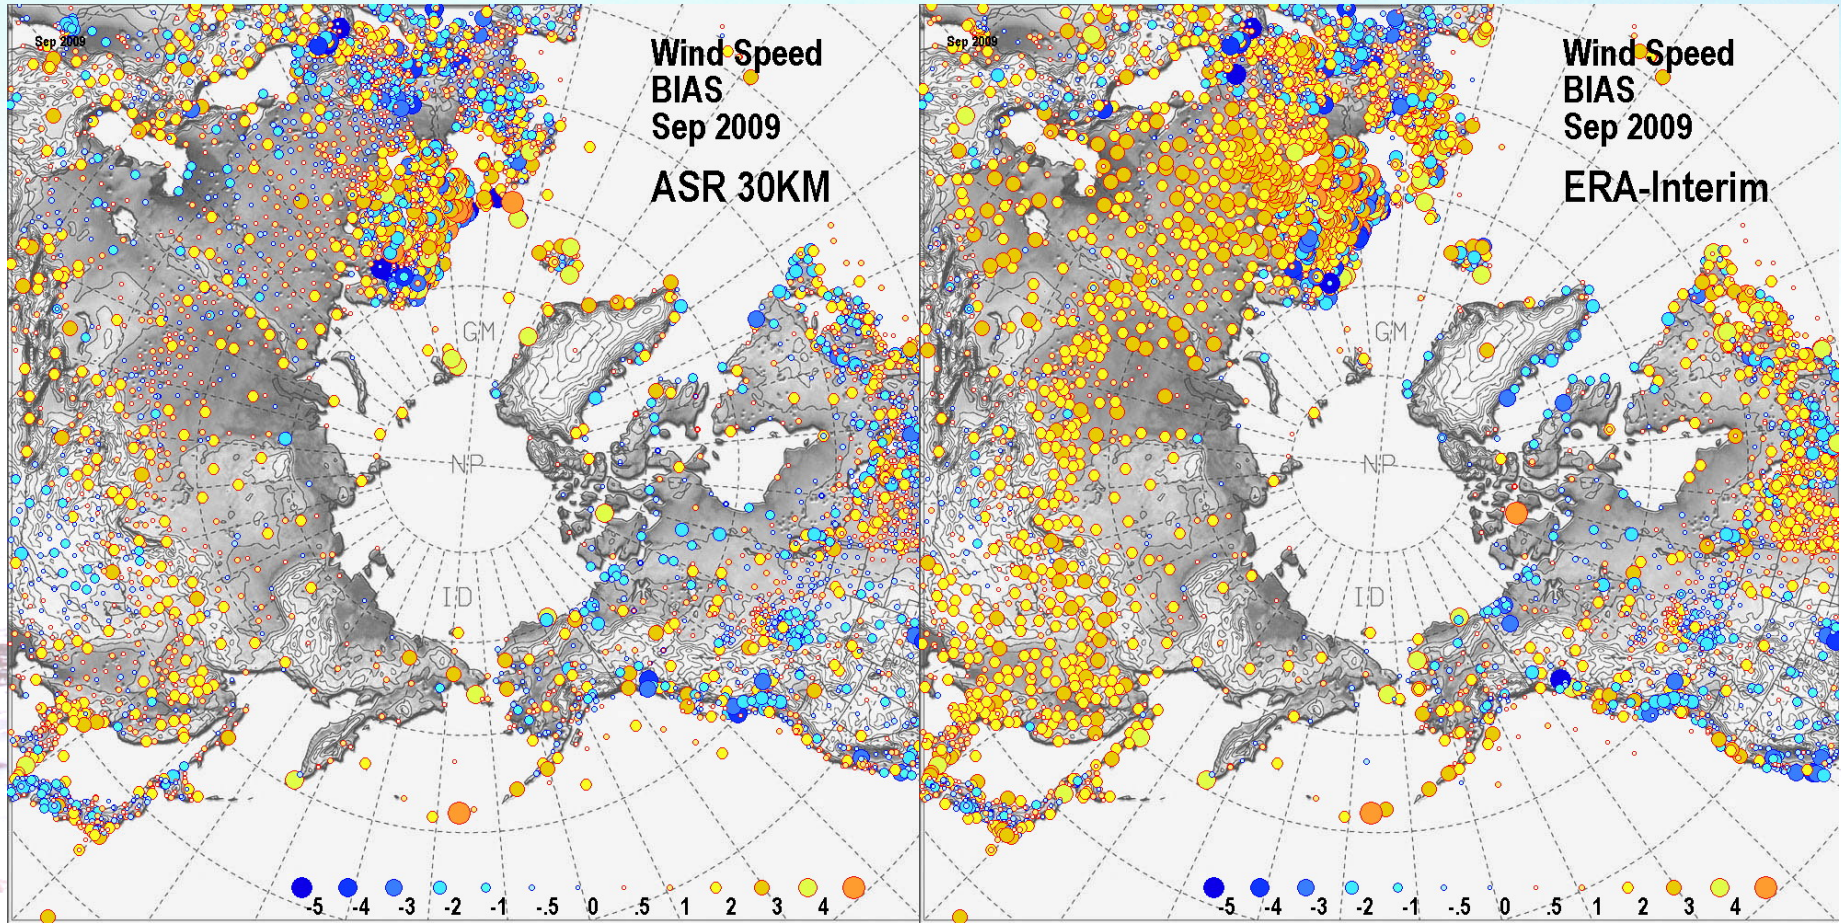 Sep 2009
Wind Speed
BIAS
Sep 2009
ASR 30KM
GM
NP
ID
-5 -4 -3 -2 -1 -.5 0 .5 1 2 3 4
Sep 2009
Wind Speed
BIAS
Sep 2009
ERA-Interim
GM
NP
ID
-5 -4 -3 -2 -1 -.5 0 .5 1 2 3 4